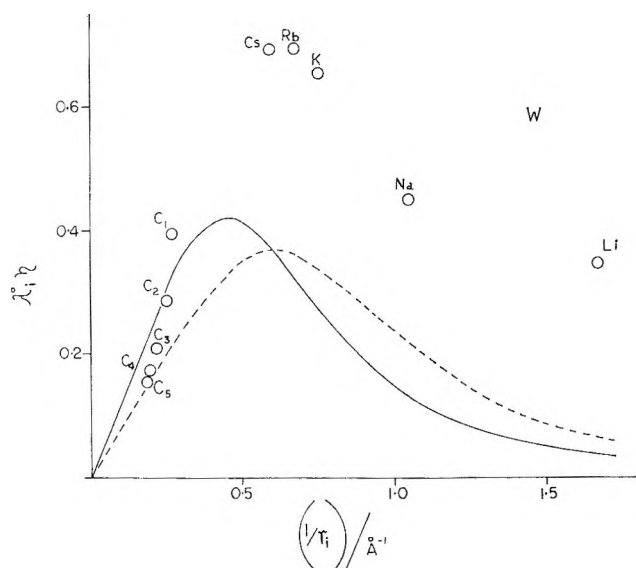 Cs Rb
K
0.6
W
Na
C₁
0.4
Li
C₂
λ°ᵢη
C₃
0.2
C₄
C₅
0.5 1.0 1.5
(1/rᵢ)/Å⁻¹